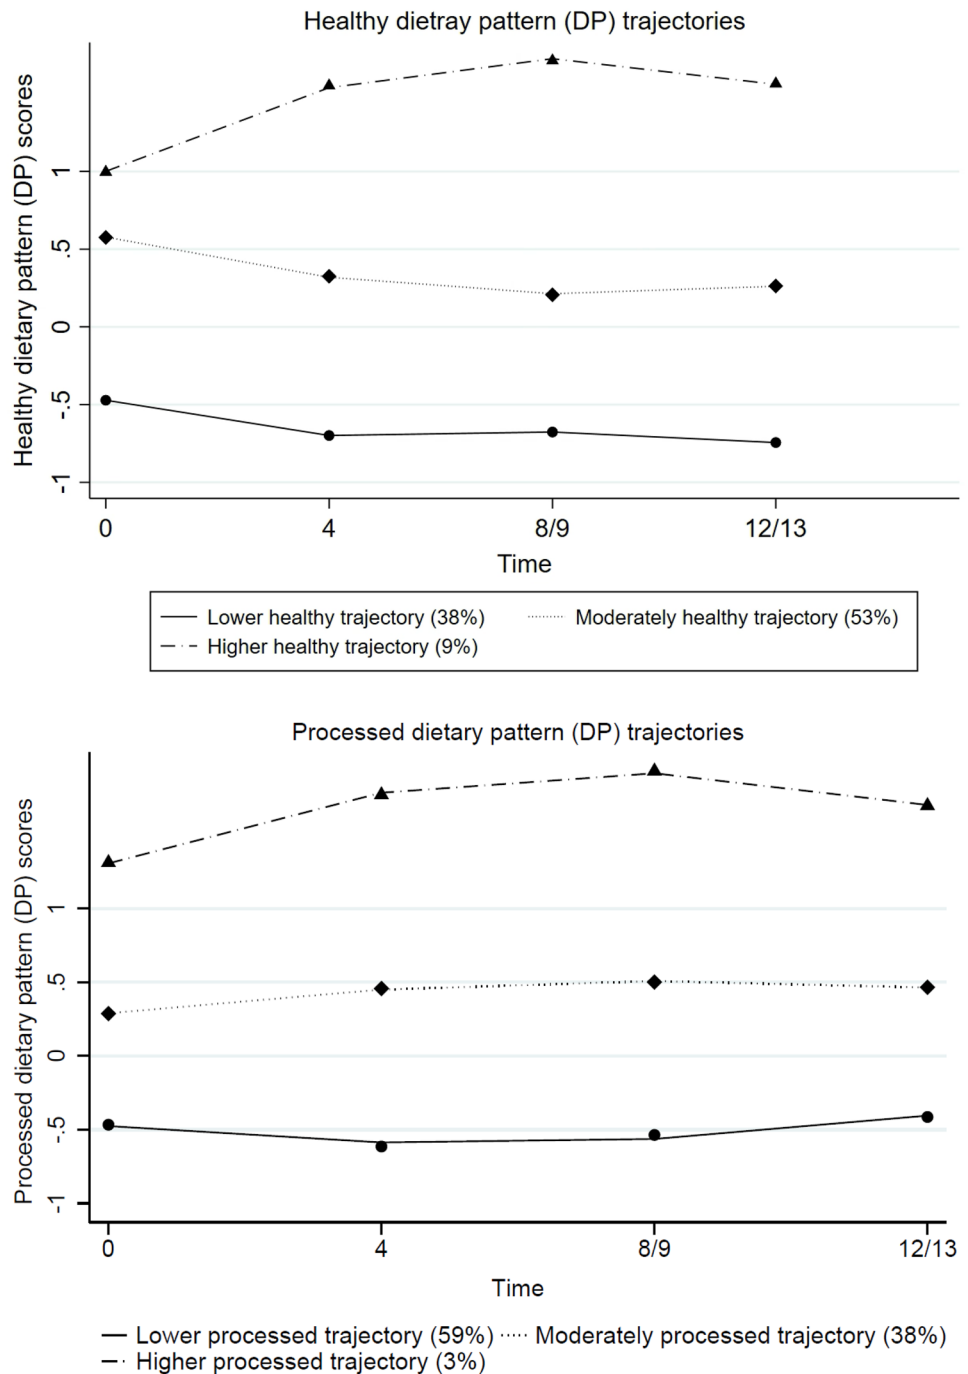 Healthy dietray pattern (DP) trajectories
Healthy dietary pattern (DP) scores
1
.5
0
-.5
-1
0 4 8/9 12/13
Time
Lower healthy trajectory (38%) Moderately healthy trajectory (53%)
Higher healthy trajectory (9%)
Processed dietary pattern (DP) trajectories
Processed dietary pattern (DP) scores
1
.5
0
-.5
-1
0 4 8/9 12/13
Time
Lower processed trajectory (59%) Moderately processed trajectory (38%)
Higher processed trajectory (3%)